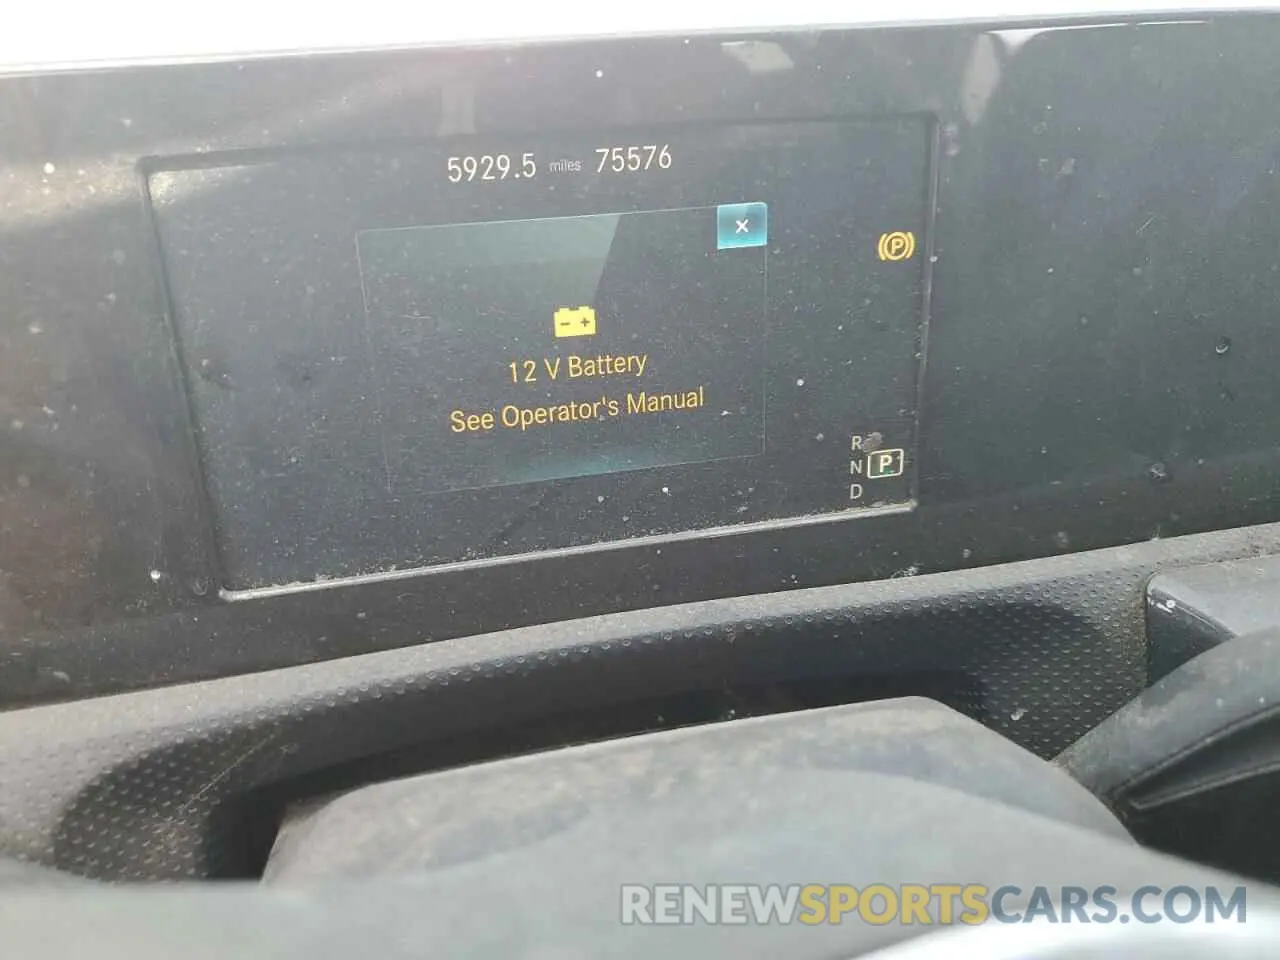 5929.5 miles 75576
×
P
12 V Battery
See Operator's Manual
R
N P
D
RENEWSPORTSCARS.COM